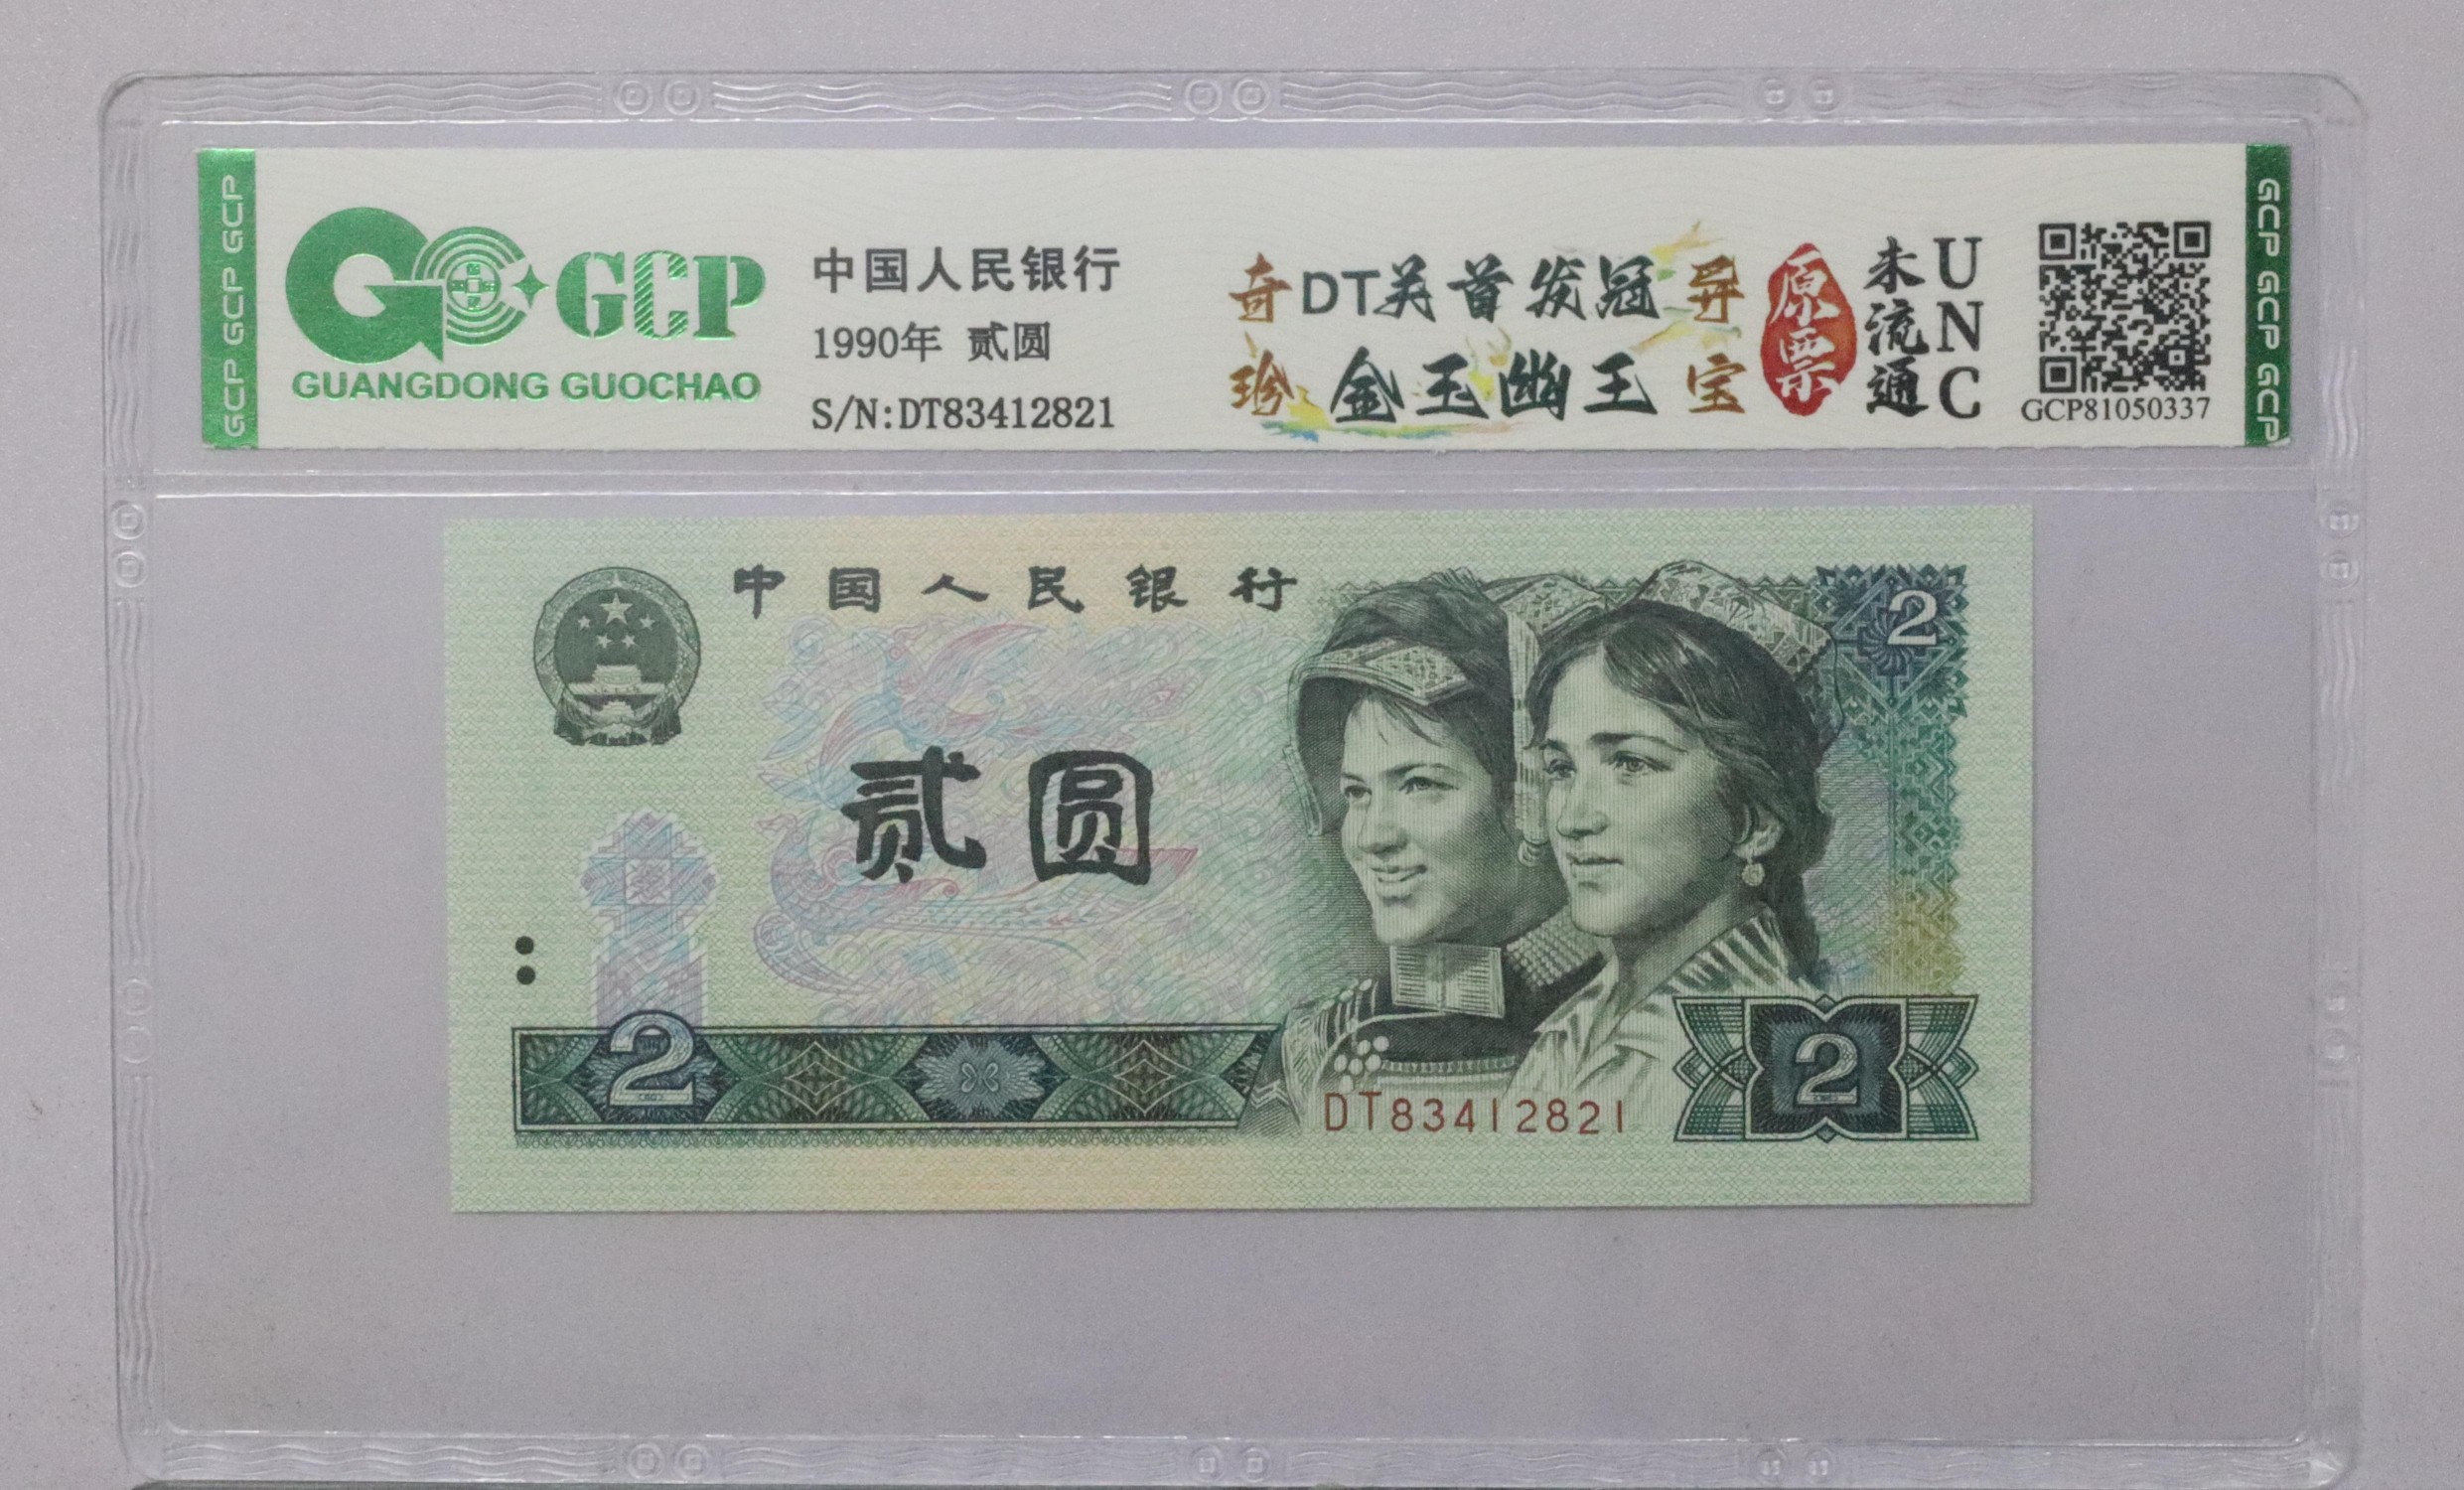 GCP GCP GCP
GCP
GUANGDONG GUOCHAO
中国人民银行
1990年 贰圆
S/N:DT83412821
奇 DT关首发冠 异
珍 金玉幽王 宝
原票
未流通
UNC
GCP81050337
GCP GCP GCP GCP
中国人民银行
2
贰圆
2
DT83412821
2